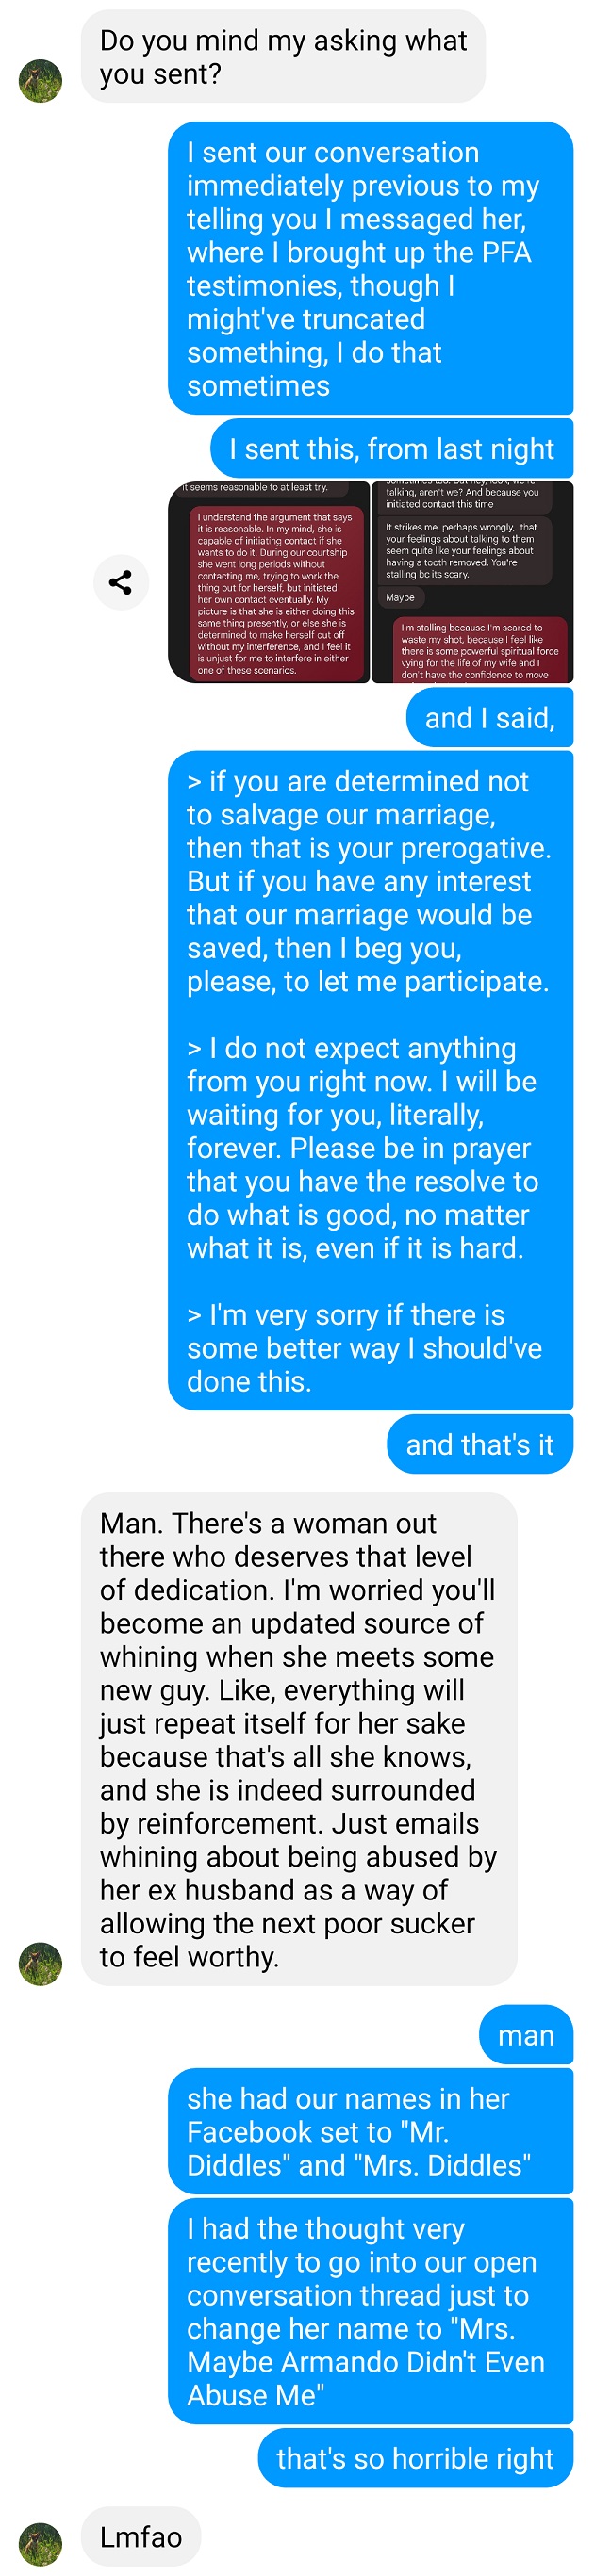 Do you mind my asking what
you sent?
I sent our conversation
immediately previous to my
telling you I messaged her,
where I brought up the PFA
testimonies, though I
might've truncated
something, I do that
sometimes
I sent this, from last night
it seems reasonable to at least try.
I understand the argument that says
it is reasonable. In my mind, she is
capable of initiating contact if she
wants to do it. During our courtship
she went long periods without
contacting me, trying to work the
thing out for herself, but initiated
her own contact eventually. My
picture is that she is either doing this
same thing presently, or else she is
determined to make herself cut off
without my interference, and I feel it
is unjust for me to interfere in either
one of these scenarios.
talking, aren't we? And because you
initiated contact this time
It strikes me, perhaps wrongly, that
your feelings about talking to them
seem quite like your feelings about
having a tooth removed. You're
stalling bc its scary.
Maybe
I'm stalling because I'm scared to
waste my shot, because I feel like
there is some powerful spiritual force
vying for the life of my wife and I
don't have the confidence to move
and I said,
> if you are determined not
to salvage our marriage,
then that is your prerogative.
But if you have any interest
that our marriage would be
saved, then I beg you,
please, to let me participate.
> I do not expect anything
from you right now. I will be
waiting for you, literally,
forever. Please be in prayer
that you have the resolve to
do what is good, no matter
what it is, even if it is hard.
> I'm very sorry if there is
some better way I should've
done this.
and that's it
Man. There's a woman out
there who deserves that level
of dedication. I'm worried you'll
become an updated source of
whining when she meets some
new guy. Like, everything will
just repeat itself for her sake
because that's all she knows,
and she is indeed surrounded
by reinforcement. Just emails
whining about being abused by
her ex husband as a way of
allowing the next poor sucker
to feel worthy.
man
she had our names in her
Facebook set to "Mr.
Diddles" and "Mrs. Diddles"
I had the thought very
recently to go into our open
conversation thread just to
change her name to "Mrs.
Maybe Armando Didn't Even
Abuse Me"
that's so horrible right
Lmfao